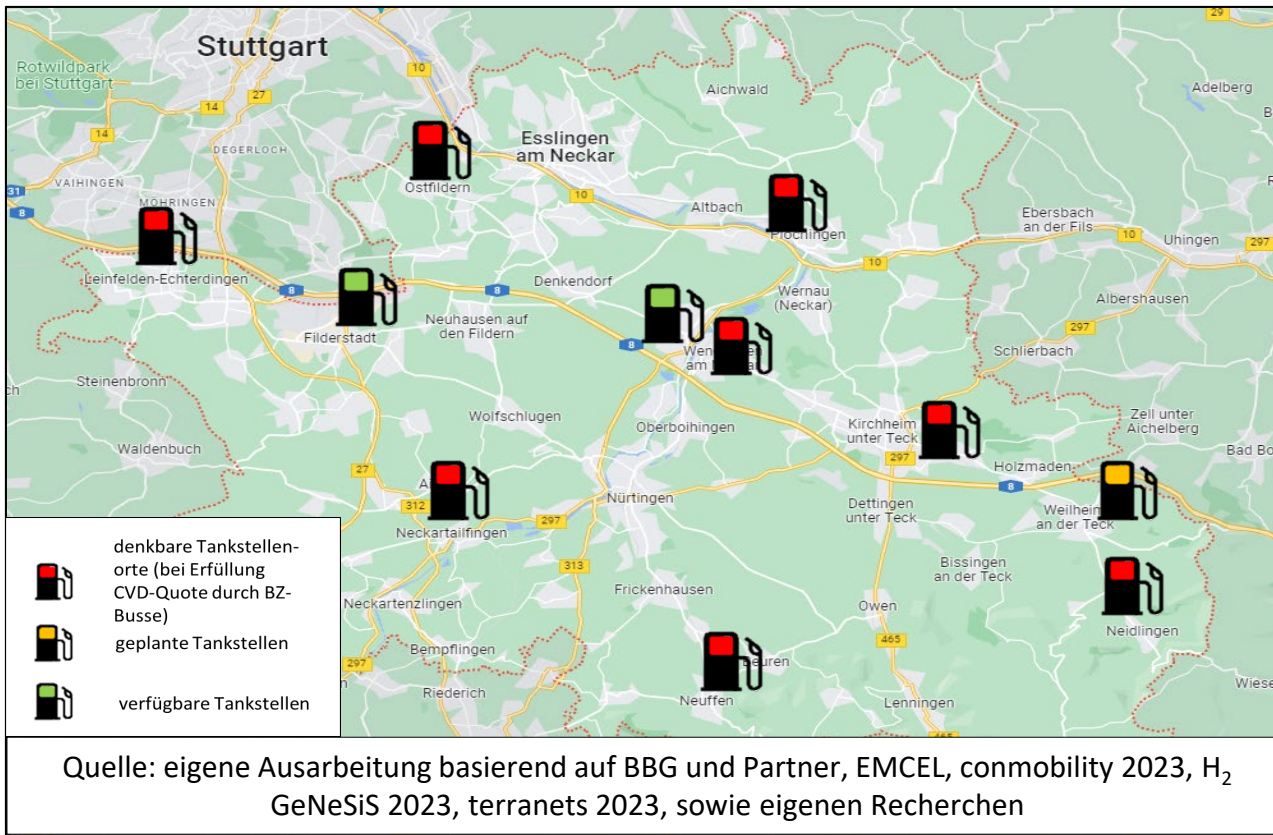 Stuttgart
29
Rotwildpark
bei Stuttgart
10
Aichwald
Adelberg
27
14
14
Esslingen
am Neckar
DEGERLOCH
VAIHINGEN
MÖHRINGEN
Ostfildern
31
8
10
Altbach
Plochingen
Ebersbach
an der Fils
10
Uhingen
297
Leinfelden-Echterdingen
8
8
Denkendorf
10
Wernau
(Neckar)
Albershausen
Neuhausen auf
den Fildern
Filderstadt
8
297
Schlierbach
Steinenbronn
Wolfschlugen
Oberboihingen
Kirchheim
unter Teck
Zell unter
Aichelberg
Waldenbuch
297
Holzmaden
Bad Bo
27
312
Nürtingen
8
Dettingen
unter Teck
Weilheim
an der Teck
Neckartailfingen
297
313
Bissingen
an der Teck
Frickenhausen
Neckartenzlingen
Owen
Neidlingen
Bempflingen
465
297
Riederich
Neuffen
Lenningen
Wiese
465
denkbare Tankstellen-
orte (bei Erfüllung
CVD-Quote durch BZ-
Busse)
geplante Tankstellen
verfügbare Tankstellen
Quelle: eigene Ausarbeitung basierend auf BBG und Partner, EMCEL, conmobility 2023, H₂
GeNeSiS 2023, terranets 2023, sowie eigenen Recherchen